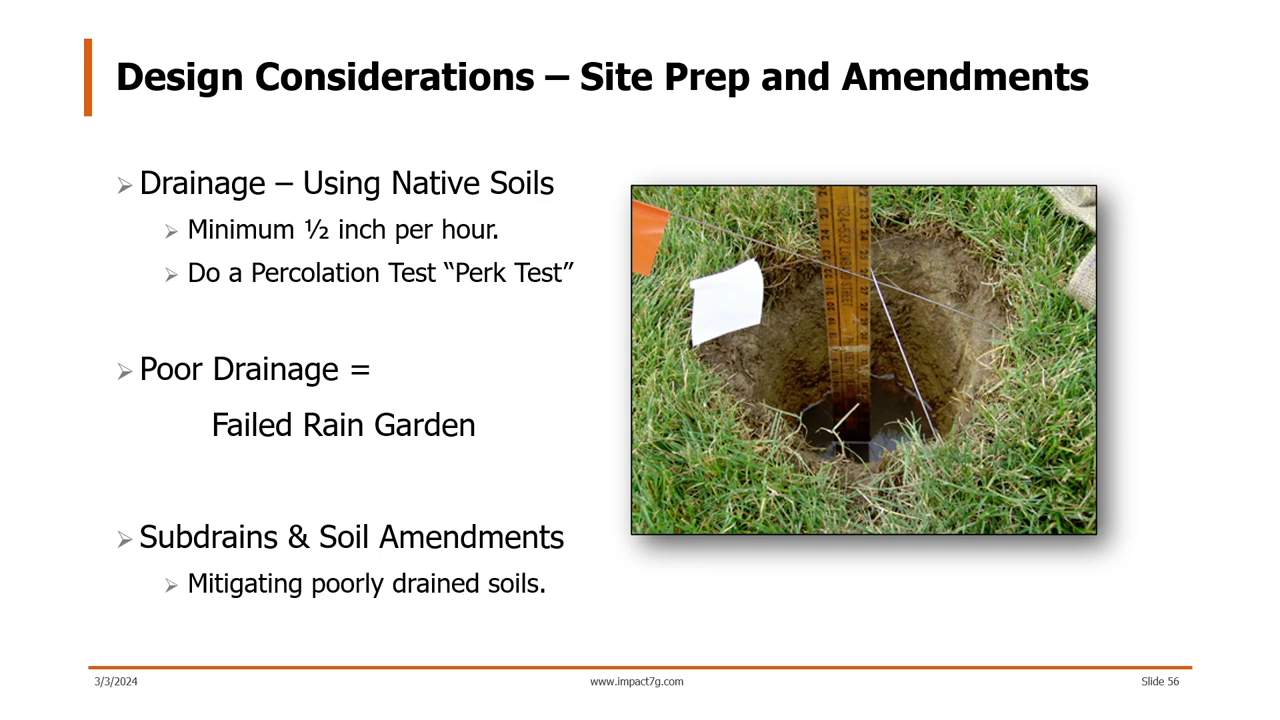 Design Considerations – Site Prep and Amendments
Drainage – Using Native Soils
Minimum ½ inch per hour.
Do a Percolation Test “Perk Test”
Poor Drainage =
Failed Rain Garden
Subdrains & Soil Amendments
Mitigating poorly drained soils.
3/3/2024
www.impact7g.com
Slide 56